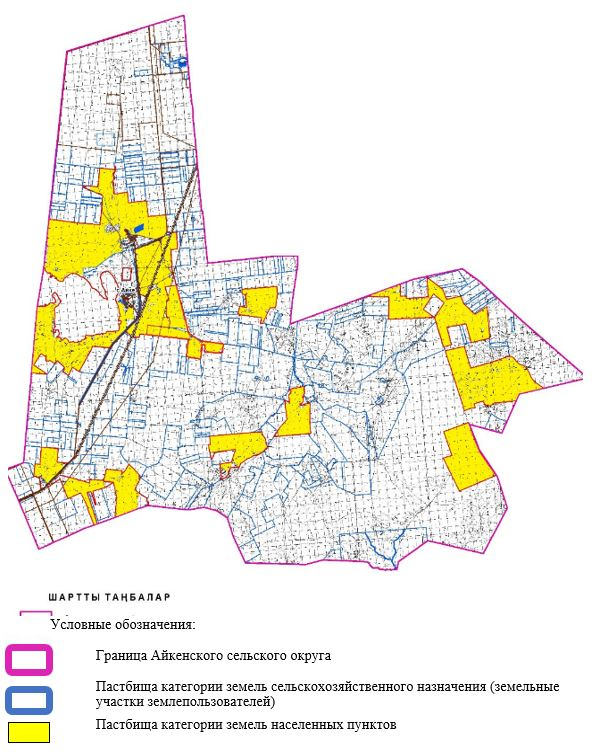 Айке
ШАРТТЫ ТАҢБАЛАР
Условные обозначения:
Граница Айкенского сельского округа
Пастбища категории земель сельскохозяйственного назначения (земельные
участки землепользователей)
Пастбища категории земель населенных пунктов